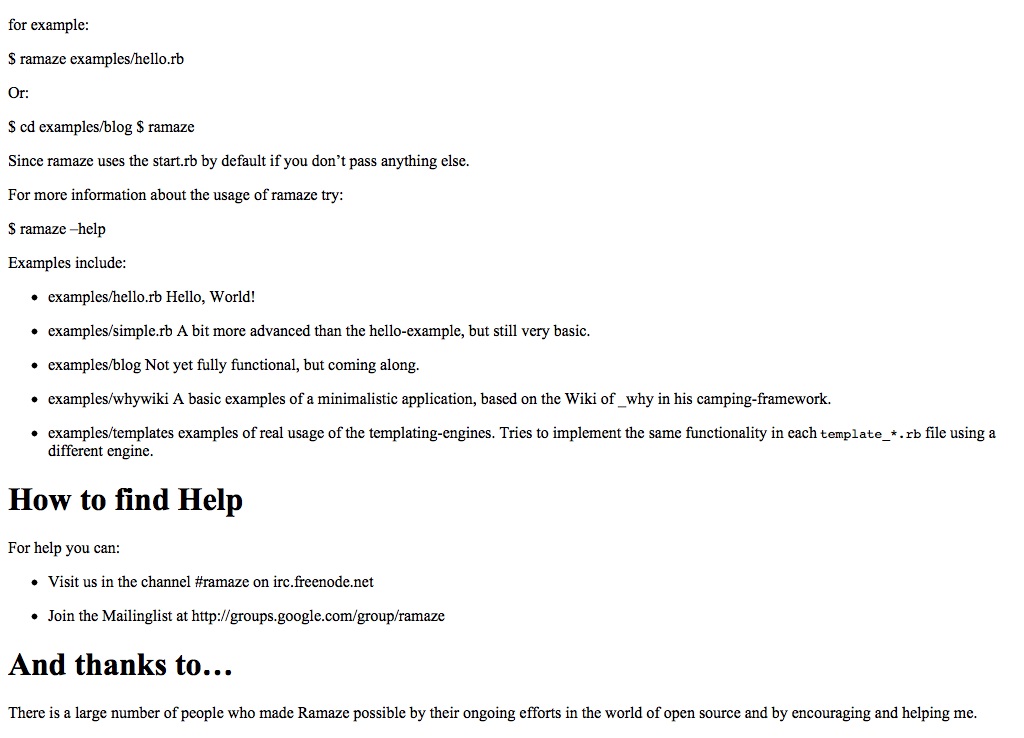 for example:
$ ramaze examples/hello.rb
Or:
$ cd examples/blog $ ramaze
Since ramaze uses the start.rb by default if you don’t pass anything else.
For more information about the usage of ramaze try:
$ ramaze –help
Examples include:
• examples/hello.rb Hello, World!
• examples/simple.rb A bit more advanced than the hello-example, but still very basic.
• examples/blog Not yet fully functional, but coming along.
• examples/whywiki A basic examples of a minimalistic application, based on the Wiki of _why in his camping-framework.
• examples/templates examples of real usage of the templating-engines. Tries to implement the same functionality in each template_*.rb file using a
different engine.
How to find Help
For help you can:
• Visit us in the channel #ramaze on irc.freenode.net
• Join the Mailinglist at http://groups.google.com/group/ramaze
And thanks to…
There is a large number of people who made Ramaze possible by their ongoing efforts in the world of open source and by encouraging and helping me.